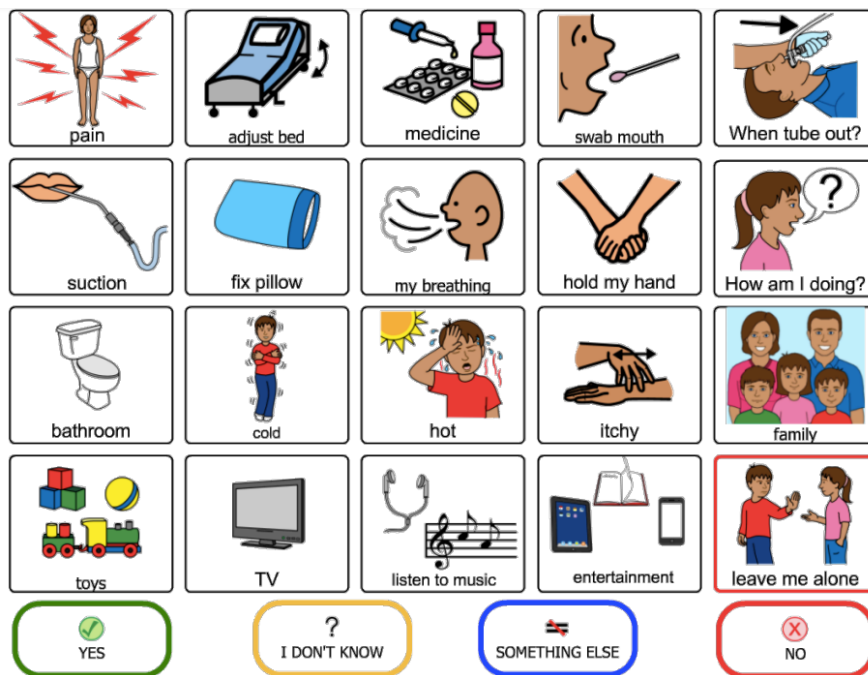 pain
adjust bed
medicine
swab mouth
When tube out?
suction
fix pillow
my breathing
hold my hand
?
How am I doing?
bathroom
cold
hot
itchy
family
toys
TV
listen to music
entertainment
leave me alone
YES
?
I DON'T KNOW
SOMETHING ELSE
NO